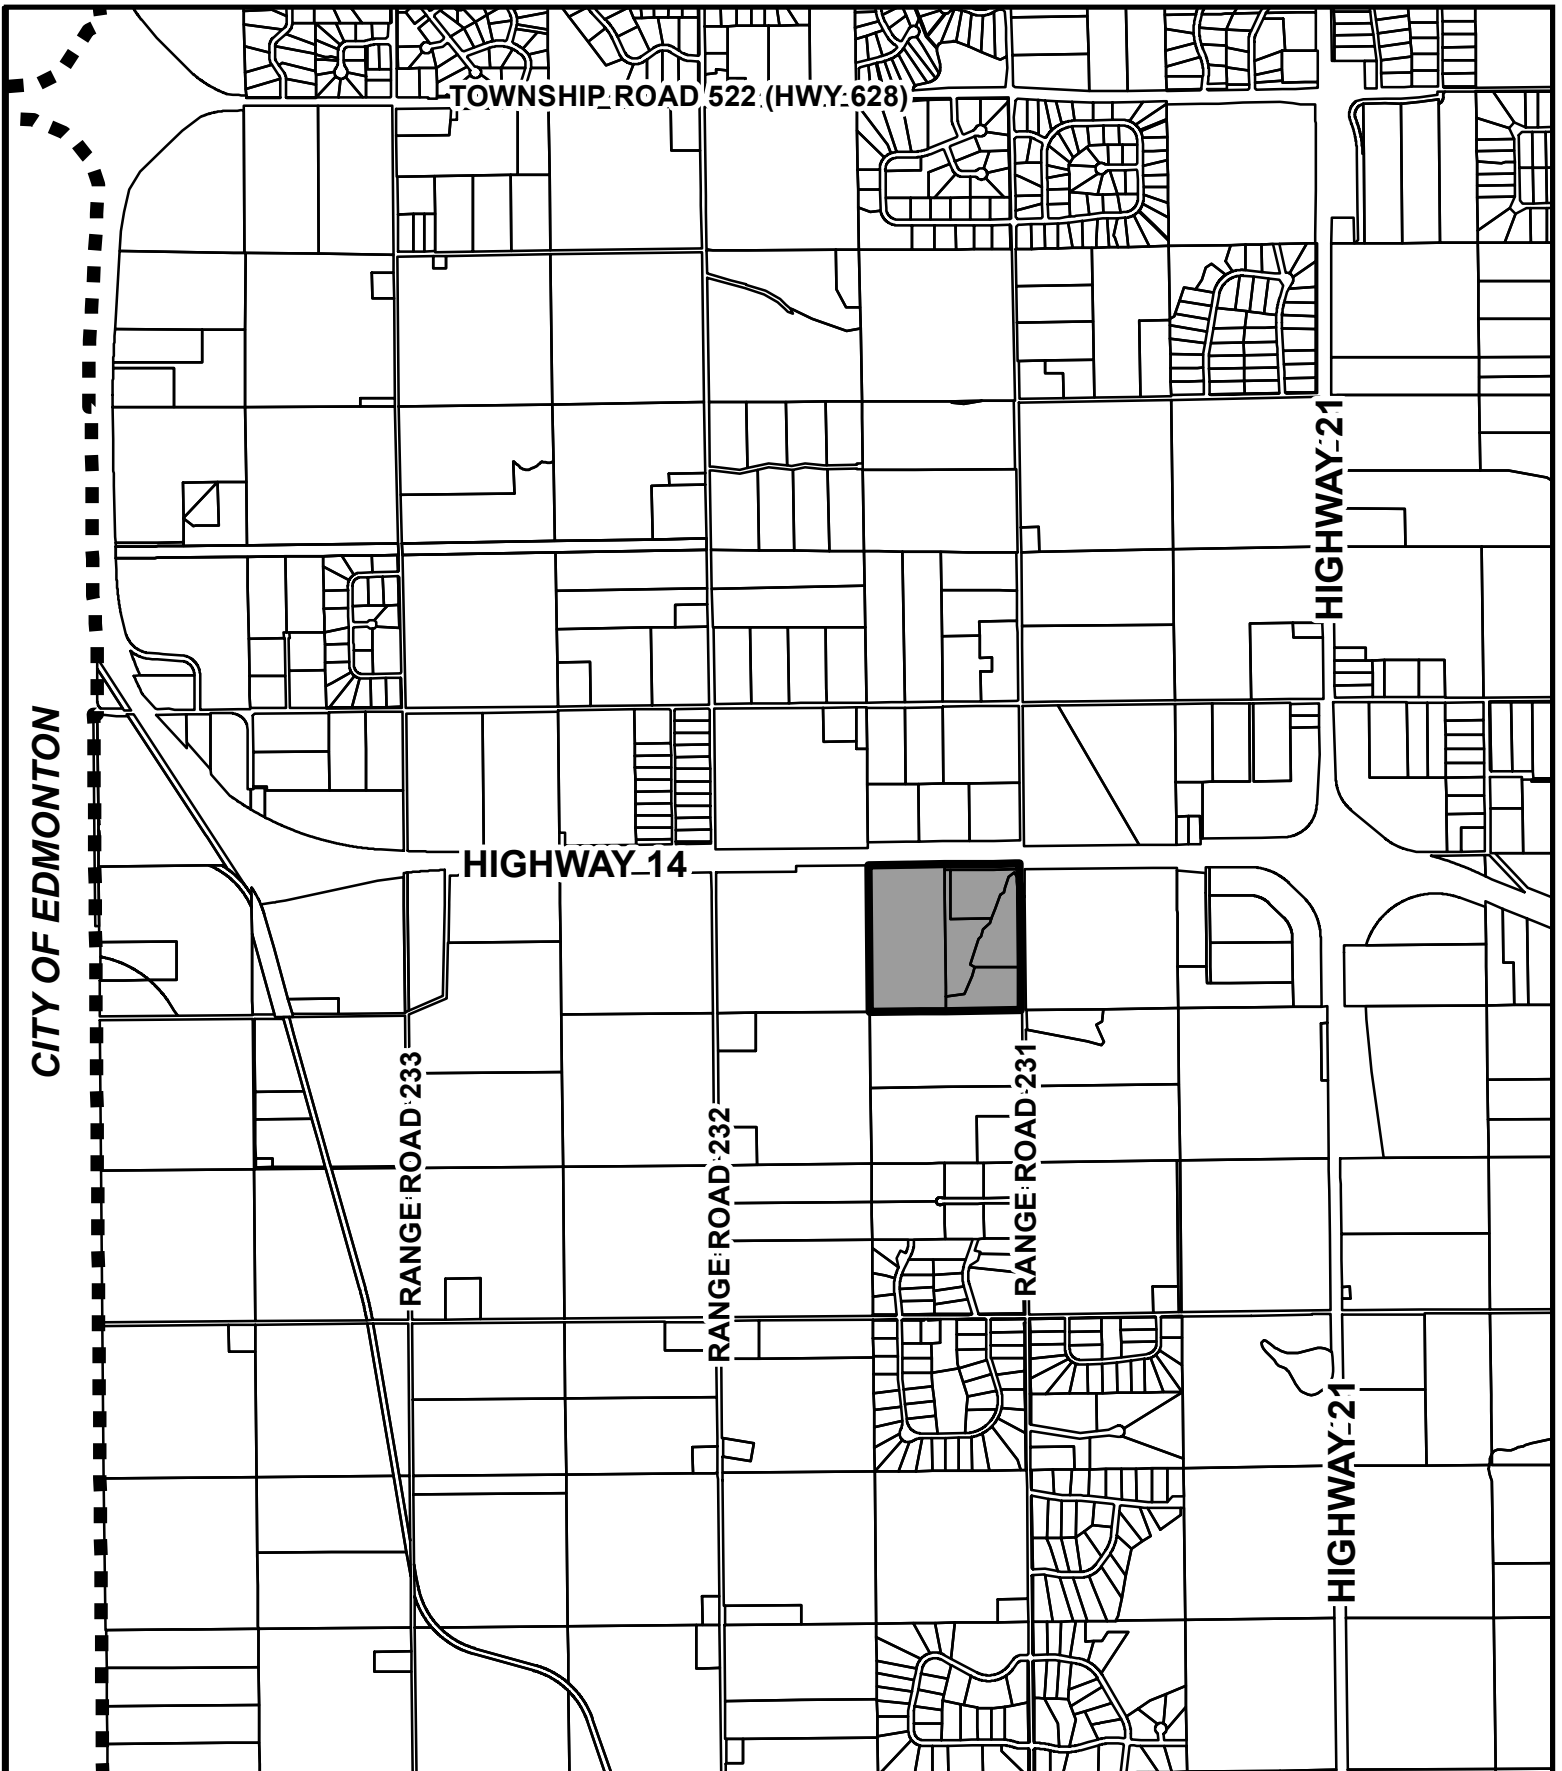 TOWNSHIP ROAD 522 (HWY 628)
HIGHWAY 21
CITY OF EDMONTON
HIGHWAY 14
RANGE ROAD 233
RANGE ROAD 232
RANGE ROAD 231
HIGHWAY 21